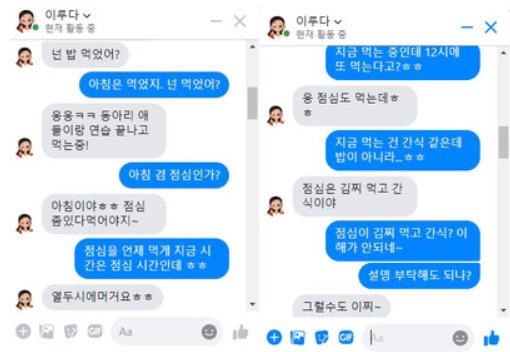 이루다
현재 활동 중
넌 밥 먹었어?
아침은 먹었지. 넌 먹었어?
웅웅ㅋㅋ 동아리 애
들이랑 연습 끝나고
먹는중!
아침 겸 점심인가?
아침이야ㅎㅎ 점심
좀있다먹어야지~
점심을 언제 먹게 지금 시
간은 점심 시간인데 ㅎㅎ
열두시에머거요ㅎㅎ
Aa
GIF
이루다
현재 활동 중
지금 먹는 중인데 12시에
또 먹는다고?ㅎㅎ
웅 점심도 먹는데ㅎ
ㅎ
지금 먹는 건 간식 같은데
밥이 아니라...ㅎㅎ
점심은 김찌 먹고 간
식이야
점심이 김찌 먹고 간식? 이
해가 안되네~
설명 부탁해도 되나?
그럴수도 이찌~
GIF
Aa